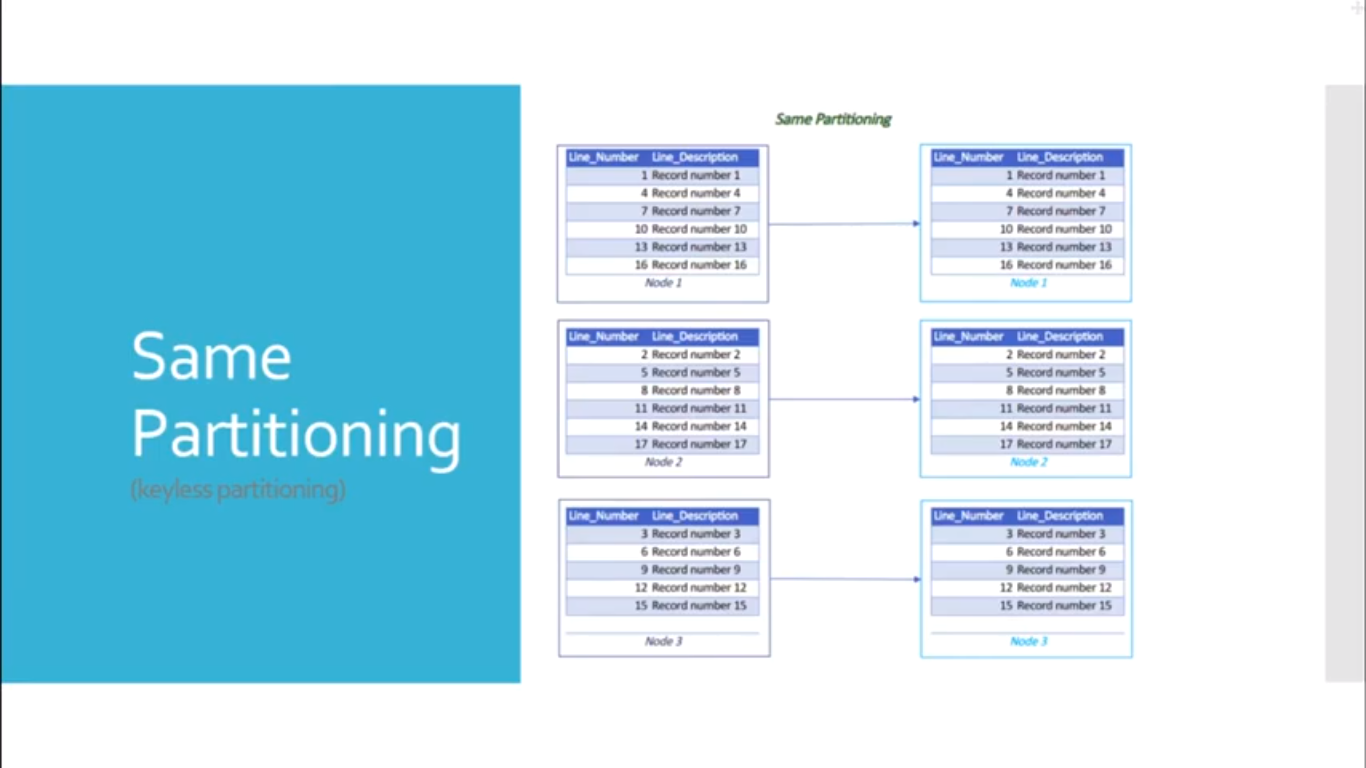 Same
Partitioning
(keyless partitioning)
Same Partitioning
Line_Number Line_Description
1 Record number 1
4 Record number 4
7 Record number 7
10 Record number 10
13 Record number 13
16 Record number 16
Node 1
Line_Number Line_Description
1 Record number 1
4 Record number 4
7 Record number 7
10 Record number 10
13 Record number 13
16 Record number 16
Node 1
Line_Number Line_Description
2 Record number 2
5 Record number 5
8 Record number 8
11 Record number 11
14 Record number 14
17 Record number 17
Node 2
Line_Number Line_Description
2 Record number 2
5 Record number 5
8 Record number 8
11 Record number 11
14 Record number 14
17 Record number 17
Node 2
Line_Number Line_Description
3 Record number 3
6 Record number 6
9 Record number 9
12 Record number 12
15 Record number 15
Node 3
Line_Number Line_Description
3 Record number 3
6 Record number 6
9 Record number 9
12 Record number 12
15 Record number 15
Node 3